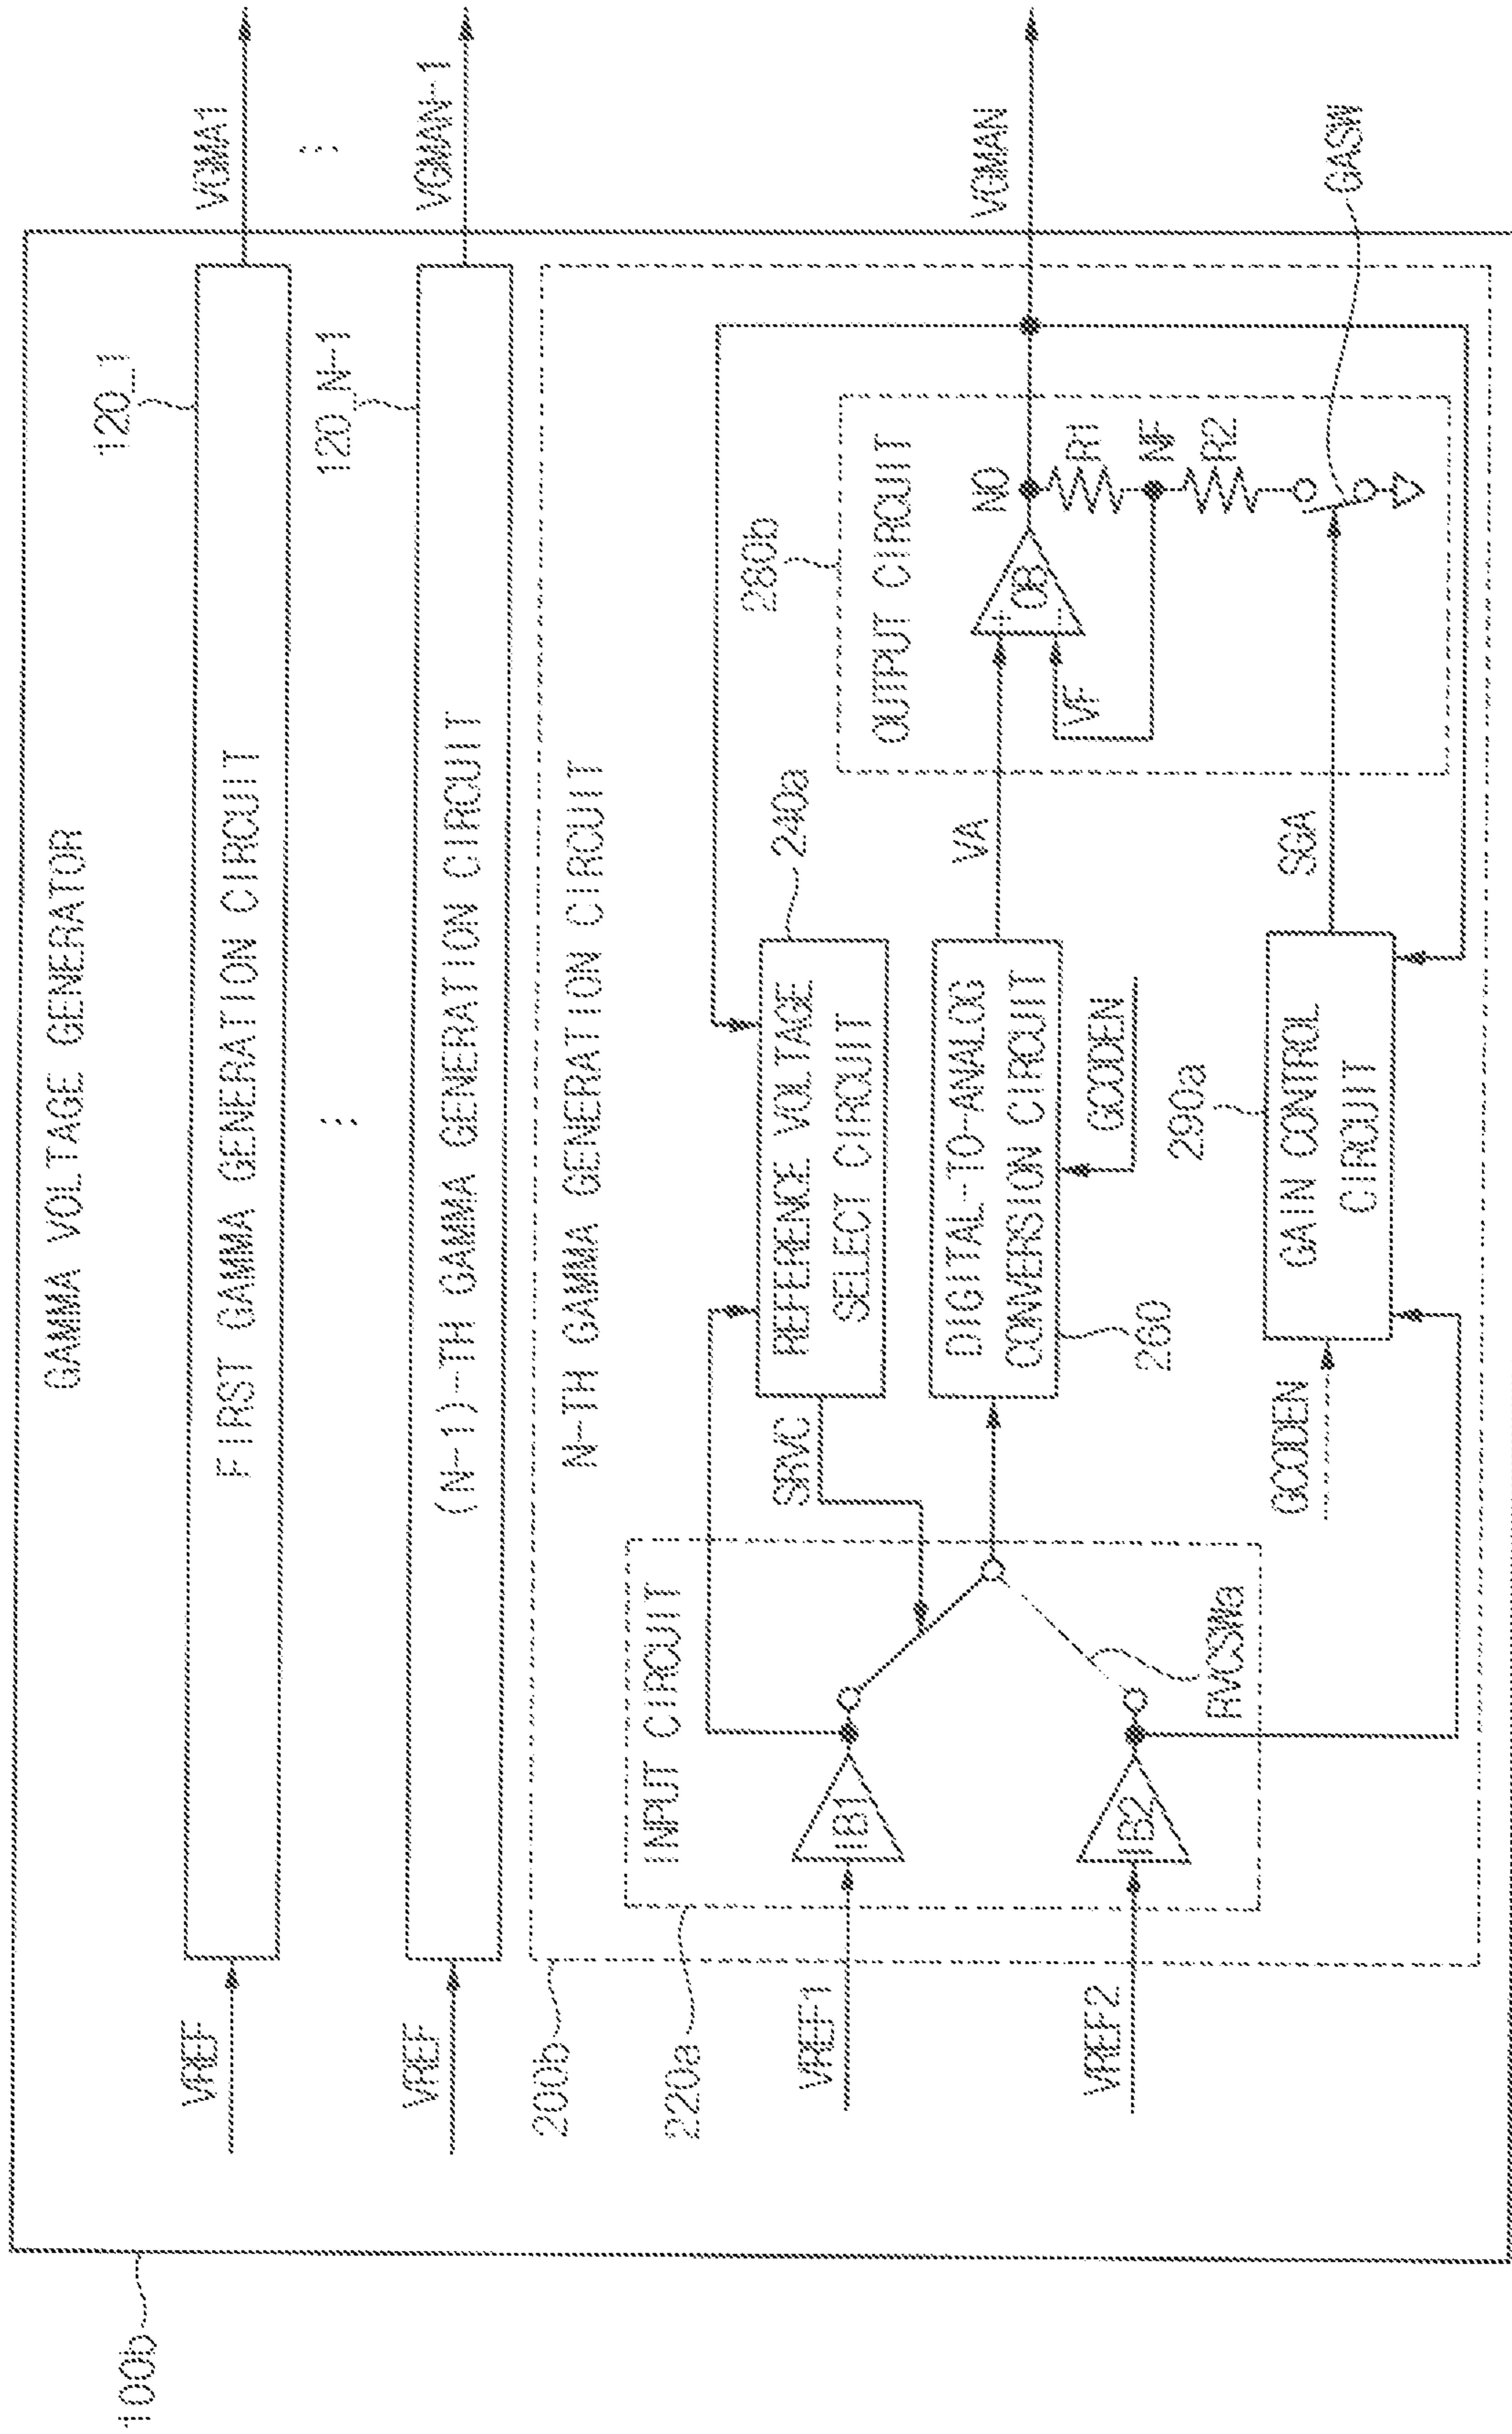 100b
GAMMA VOLTAGE GENERATOR
120_1
VREF
FIRST GAMMA GENERATION CIRCUIT
VGMA1
⋮
⋮
120_N-1
VREF
(N-1)-TH GAMMA GENERATION CIRCUIT
VGMAN-1
200b
N-TH GAMMA GENERATION CIRCUIT
220a
INPUT CIRCUIT
VREF1
IB1
VREF2
IB2
RVCSWa
SRVC
REFERENCE VOLTAGE
SELECT CIRCUIT
240a
DIGITAL-TO-ANALOG
CONVERSION CIRCUIT
260
GCODEN
VA
GCODEN
290a
GAIN CONTROL
CIRCUIT
SGA
280b
OUTPUT CIRCUIT
+
OB
-
VF
NO
R1
NF
R2
VGMAN
GASW